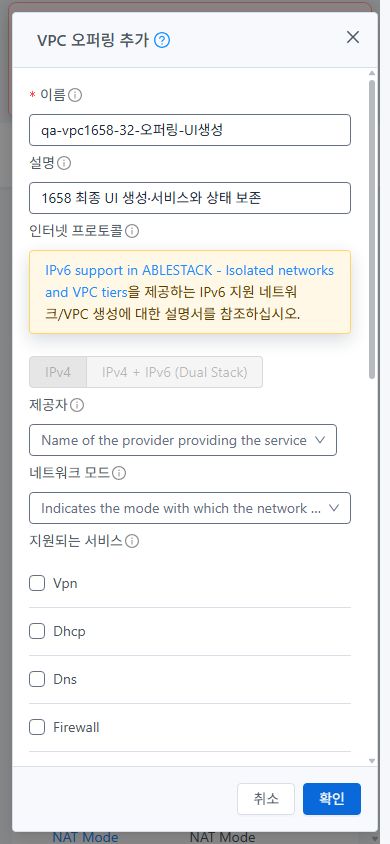 VPC 오퍼링 추가
* 이름
qa-vpc1658-32-오퍼링-UI생성
설명
1658 최종 UI 생성·서비스와 상태 보존
인터넷 프로토콜
IPv6 support in ABLESTACK - Isolated networks
and VPC tiers을 제공하는 IPv6 지원 네트워
크/VPC 생성에 대한 설명서를 참조하십시오.
IPv4 IPv4 + IPv6 (Dual Stack)
제공자
Name of the provider providing the service
네트워크 모드
Indicates the mode with which the network ...
지원되는 서비스
Vpn
Dhcp
Dns
Firewall
취소 확인
NAT Mode NAT Mode